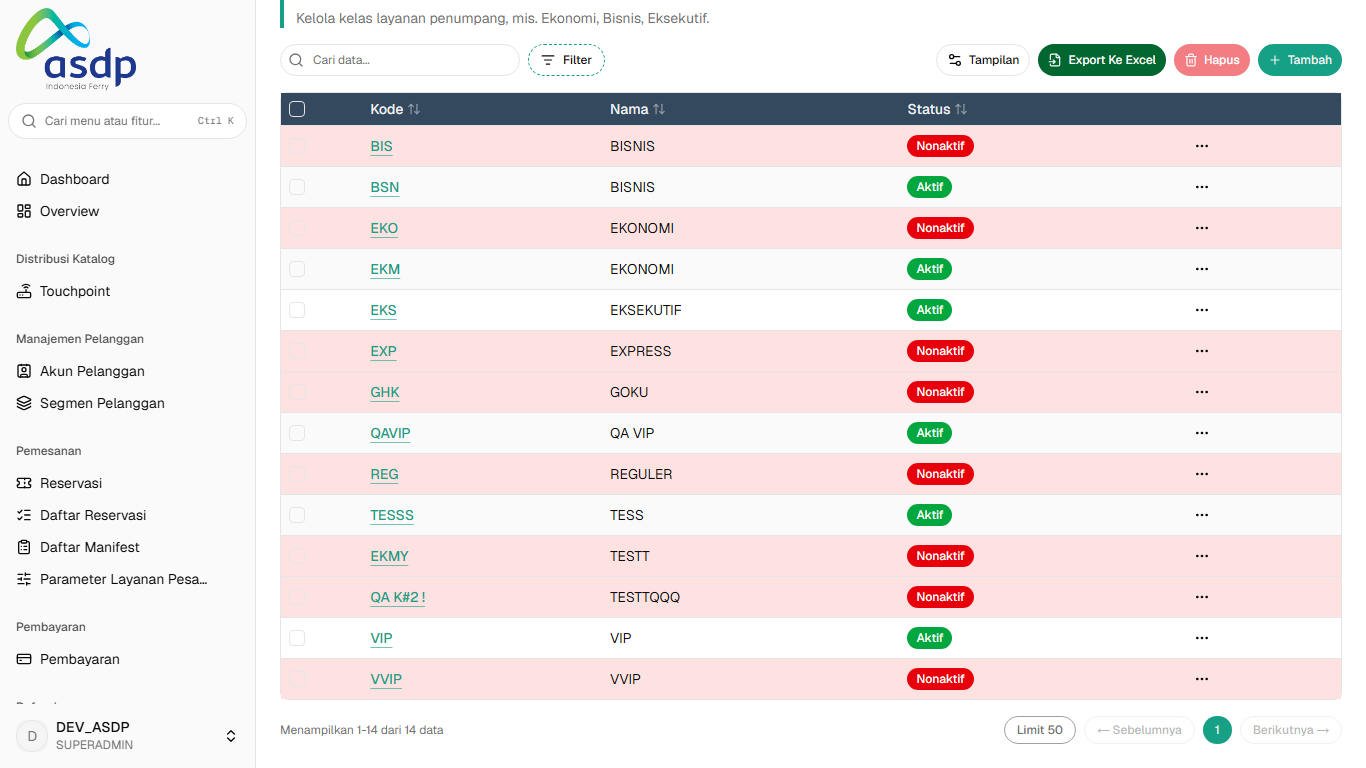 asdp
Indonesia Ferry
Cari menu atau fitur... Ctrl K
Dashboard
Overview
Distribusi Katalog
Touchpoint
Manajemen Pelanggan
Akun Pelanggan
Segmen Pelanggan
Pemesanan
Reservasi
Daftar Reservasi
Daftar Manifest
Parameter Layanan Pesa...
Pembayaran
Pembayaran
D
DEV_ASDP
SUPERADMIN
Kelola kelas layanan penumpang, mis. Ekonomi, Bisnis, Eksekutif.
Cari data... Filter Tampilan Export Ke Excel Hapus + Tambah
Kode Nama Status
BIS BISNIS Nonaktif ...
BSN BISNIS Aktif ...
EKO EKONOMI Nonaktif ...
EKM EKONOMI Aktif ...
EKS EKSEKUTIF Aktif ...
EXP EXPRESS Nonaktif ...
GHK GOKU Nonaktif ...
QAVIP QA VIP Aktif ...
REG REGULER Nonaktif ...
TESSS TESS Aktif ...
EKMY TESTT Nonaktif ...
QA K#2 ! TESTTQQQ Nonaktif ...
VIP VIP Aktif ...
VVIP VVIP Nonaktif ...
Menampilkan 1-14 dari 14 data Limit 50 ← Sebelumnya 1 Berikutnya →